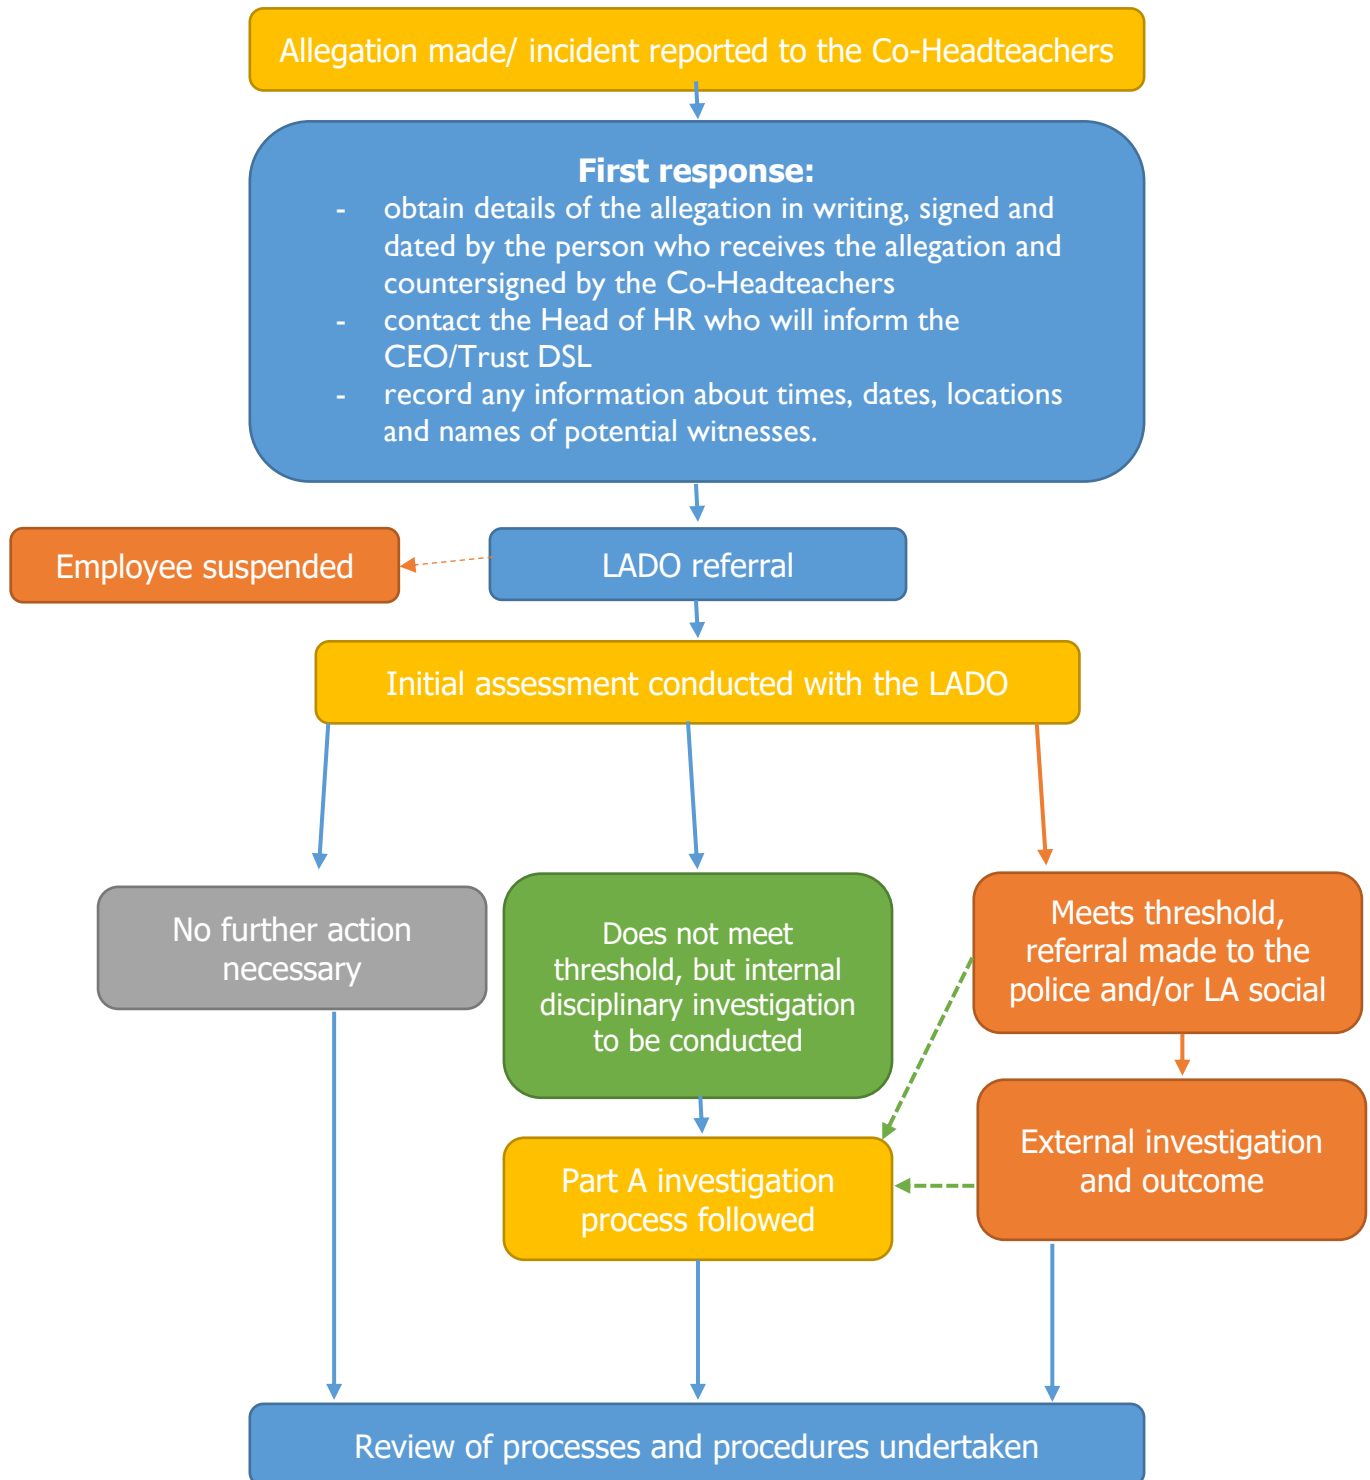 Allegation made/ incident reported to the Co-Headteachers
First response:
- obtain details of the allegation in writing, signed and
dated by the person who receives the allegation and
countersigned by the Co-Headteachers
- contact the Head of HR who will inform the
CEO/Trust DSL
- record any information about times, dates, locations
and names of potential witnesses.
Employee suspended
LADO referral
Initial assessment conducted with the LADO
No further action
necessary
Does not meet
threshold, but internal
disciplinary investigation
to be conducted
Meets threshold,
referral made to the
police and/or LA social
Part A investigation
process followed
External investigation
and outcome
Review of processes and procedures undertaken